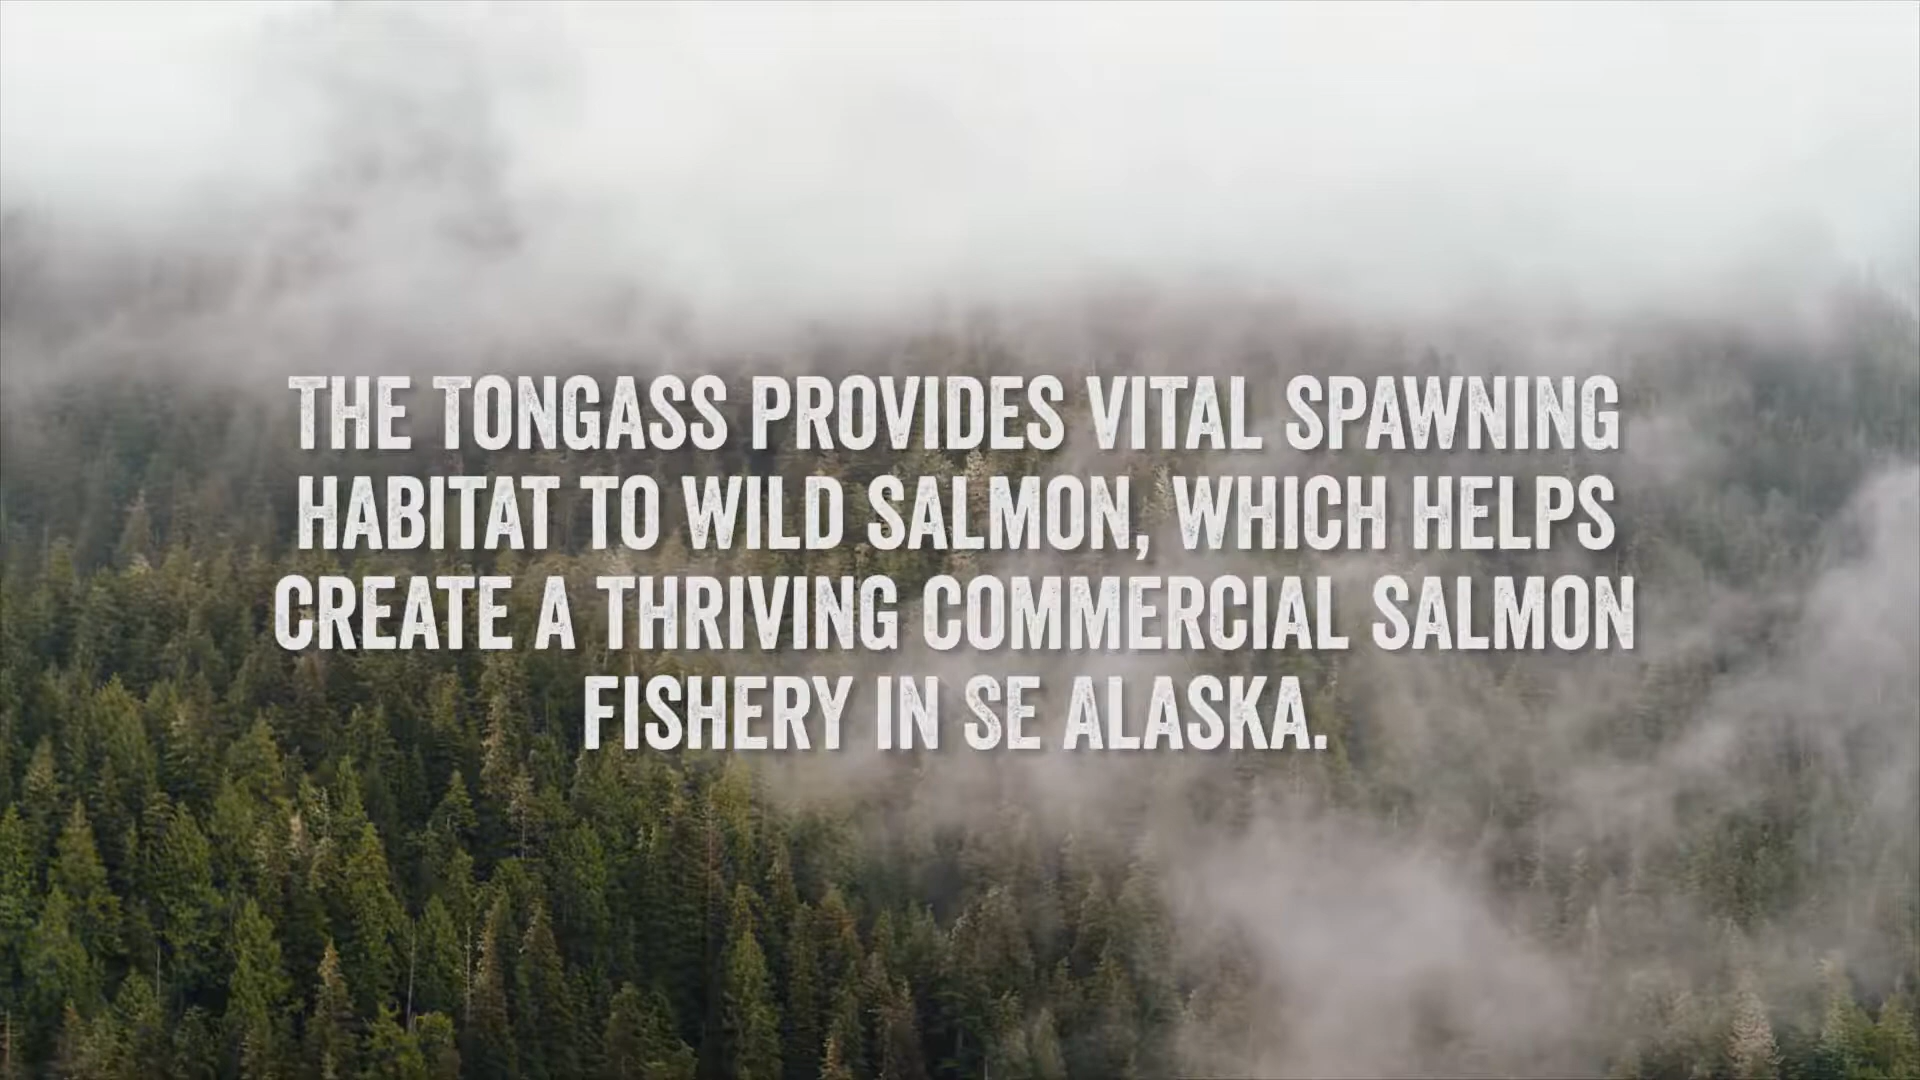 THE TONGASS PROVIDES VITAL SPAWNING
HABITAT TO WILD SALMON, WHICH HELPS
CREATE A THRIVING COMMERCIAL SALMON
FISHERY IN SE ALASKA.